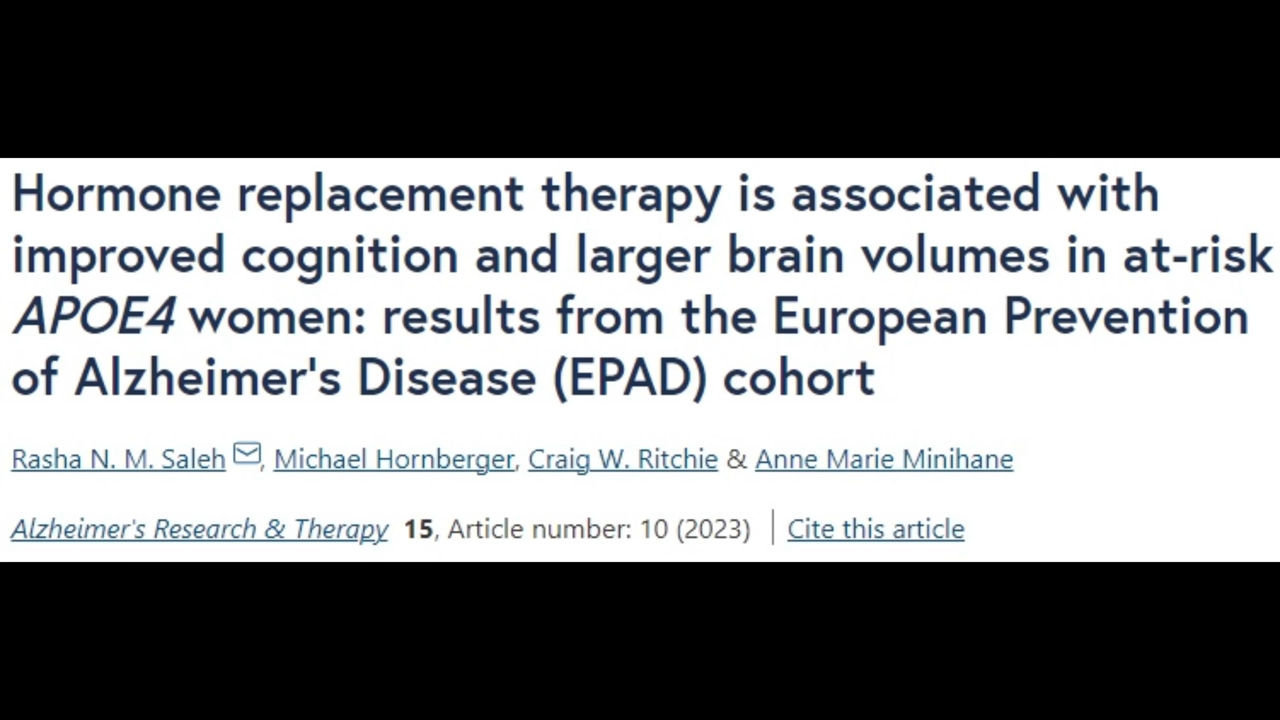 Hormone replacement therapy is associated with
improved cognition and larger brain volumes in at-risk
APOE4 women: results from the European Prevention
of Alzheimer's Disease (EPAD) cohort
Rasha N. M. Saleh, Michael Hornberger, Craig W. Ritchie & Anne Marie Minihane
Alzheimer's Research & Therapy 15, Article number: 10 (2023) Cite this article